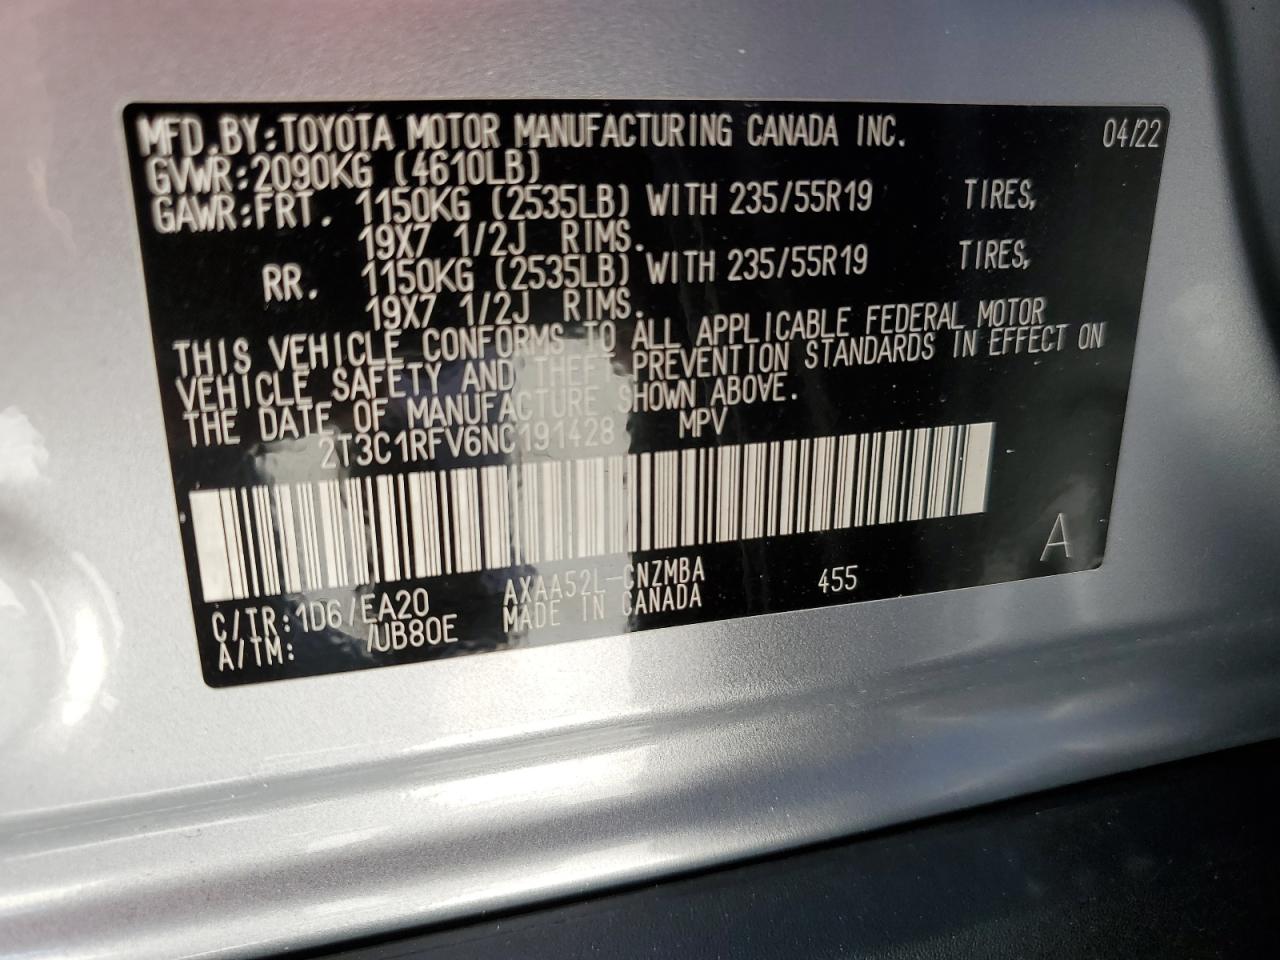 MFD.BY:TOYOTA MOTOR MANUFACTURING CANADA INC. 04/22
GVWR:2090KG (4610LB)
GAWR:FRT. 1150KG (2535LB) WITH 235/55R19 TIRES,
19X7 1/2J RIMS.
RR. 1150KG (2535LB) WITH 235/55R19 TIRES,
19X7 1/2J RIMS.
THIS VEHICLE CONFORMS TO ALL APPLICABLE FEDERAL MOTOR
VEHICLE SAFETY AND THEFT PREVENTION STANDARDS IN EFFECT ON
THE DATE OF MANUFACTURE SHOWN ABOVE.
2T3C1RFV6NC191428 MPV
C/TR:1D6/EA20 AXAA52L-CNZMBA 455 A
A/TM: /UB80E MADE IN CANADA